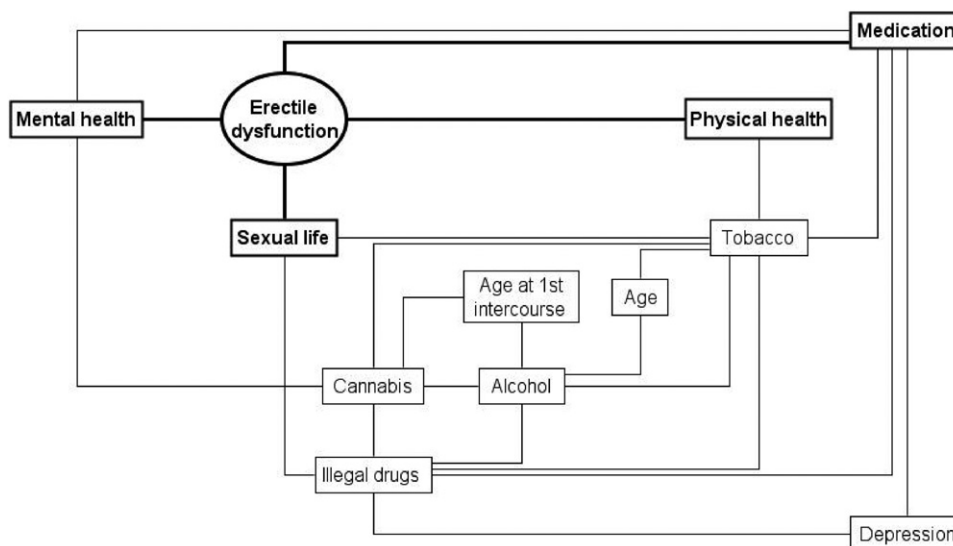 Medication
Erectile
dysfunction
Mental health
Physical health
Sexual life
Tobacco
Age at 1st
intercourse
Age
Cannabis
Alcohol
Illegal drugs
Depression